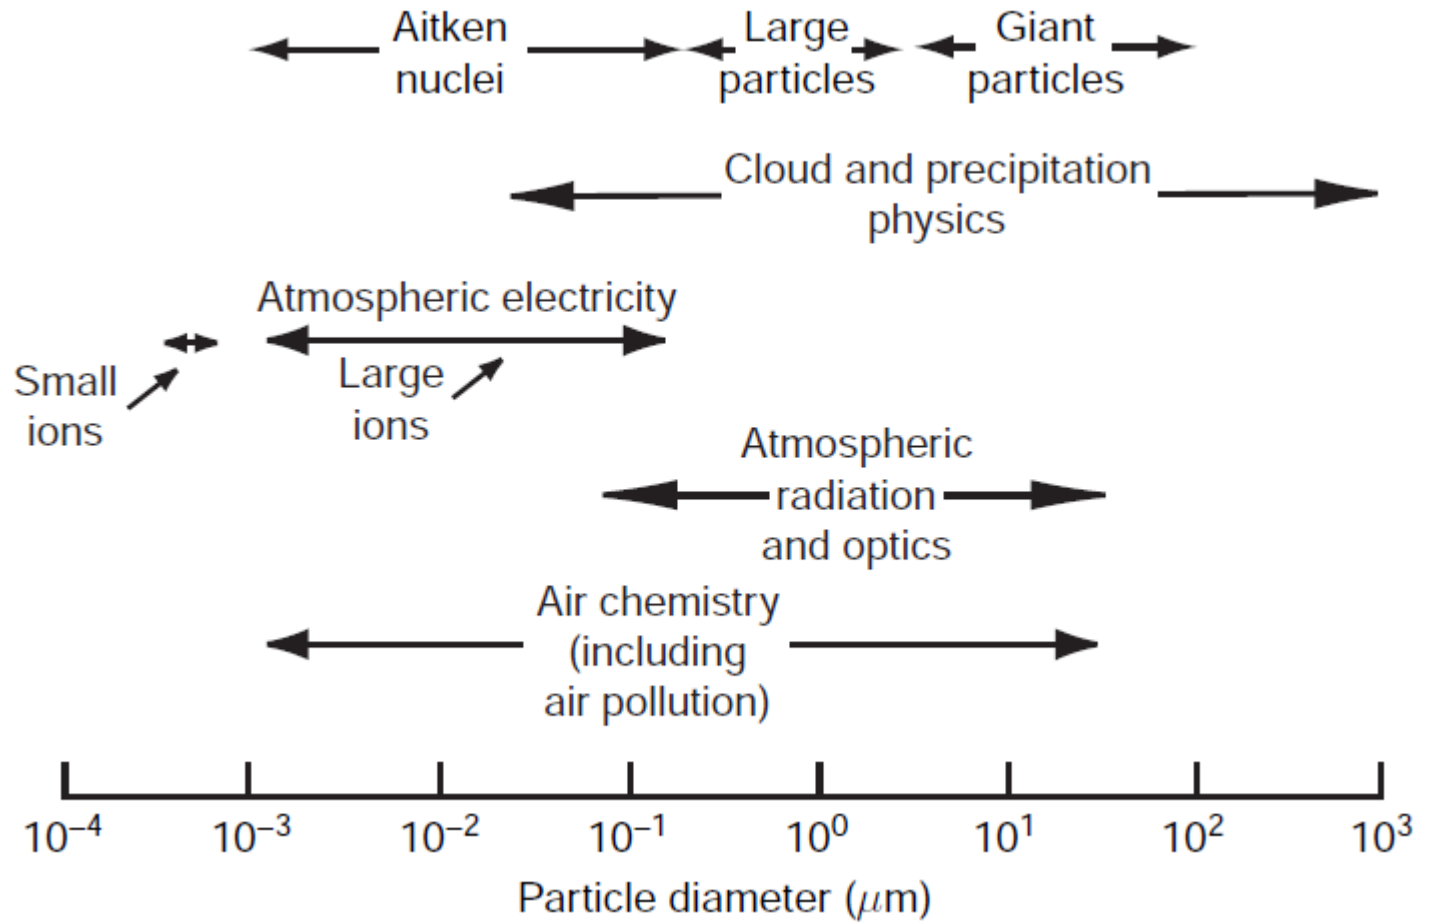 Aitken
nuclei
Large
particles
Giant
particles
Cloud and precipitation
physics
Atmospheric electricity
Small
ions
Large
ions
Atmospheric
radiation
and optics
Air chemistry
(including
air pollution)
10⁻⁴ 10⁻³ 10⁻² 10⁻¹ 10⁰ 10¹ 10² 10³
Particle diameter (μm)